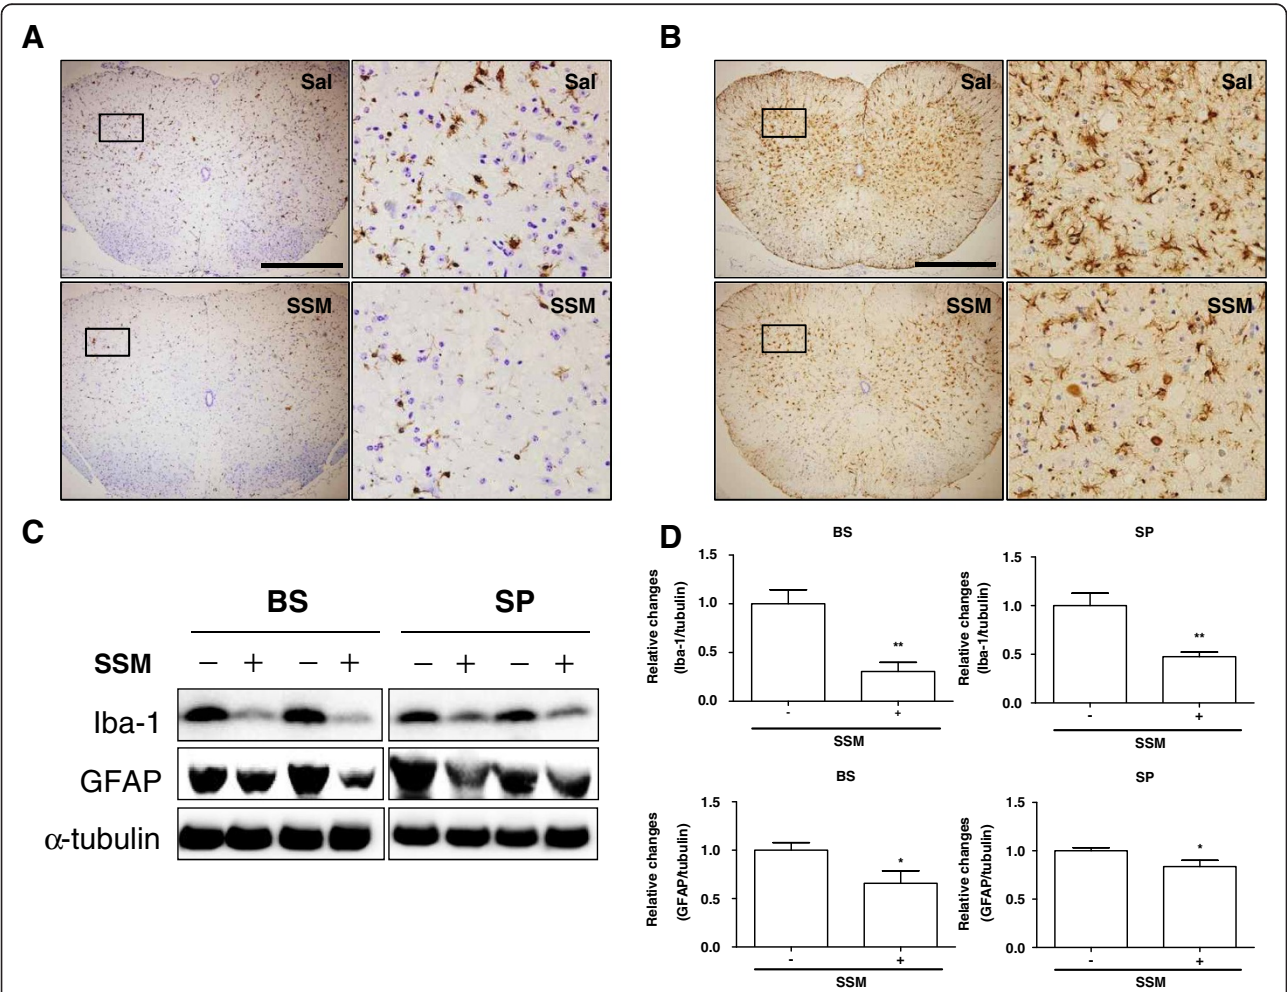 A
B
Sal
Sal
Sal
Sal
SSM
SSM
SSM
SSM
C
BS
SP
SSM
− + − +
− + − +
Iba-1
GFAP
α-tubulin
D
BS
Relative changes
(Iba-1/tubulin)
1.5
1.0
0.5
0.0
**
- +
SSM
SP
Relative changes
(Iba-1/tubulin)
1.5
1.0
0.5
0.0
**
- +
SSM
BS
Relative changes
(GFAP/tubulin)
1.5
1.0
0.5
0.0
*
- +
SSM
SP
Relative changes
(GFAP/tubulin)
1.5
1.0
0.5
0.0
*
- +
SSM